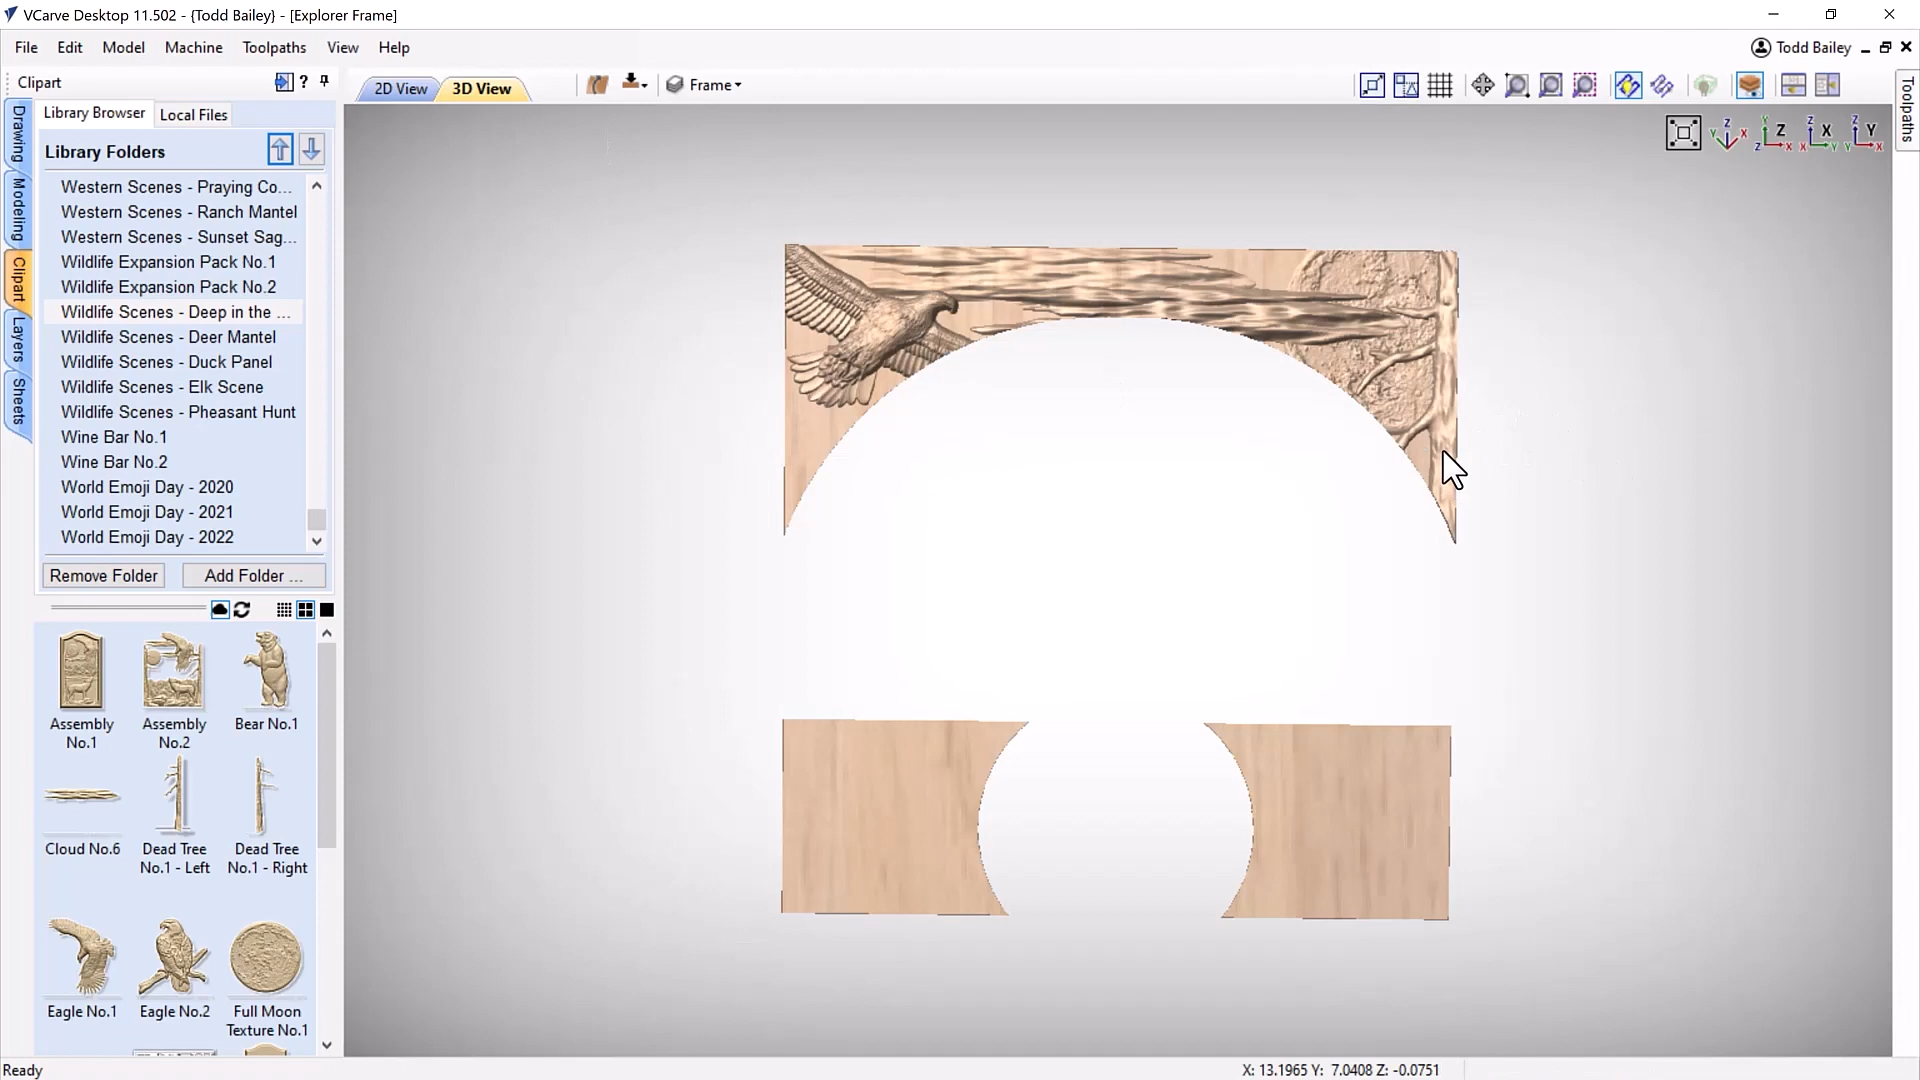 VCarve Desktop 11.502 - {Todd Bailey} - [Explorer Frame]
File Edit Model Machine Toolpaths View Help
Todd Bailey
Clipart
?
2D View
3D View
Frame
Library Browser
Local Files
Library Folders
Western Scenes - Praying Co...
Western Scenes - Ranch Mantel
Western Scenes - Sunset Sag...
Wildlife Expansion Pack No.1
Wildlife Expansion Pack No.2
Wildlife Scenes - Deep in the ...
Wildlife Scenes - Deer Mantel
Wildlife Scenes - Duck Panel
Wildlife Scenes - Elk Scene
Wildlife Scenes - Pheasant Hunt
Wine Bar No.1
Wine Bar No.2
World Emoji Day - 2020
World Emoji Day - 2021
World Emoji Day - 2022
Remove Folder
Add Folder ...
Drawing
Modeling
Clipart
Layers
Sheets
Assembly No.1
Assembly No.2
Bear No.1
Cloud No.6
Dead Tree No.1 - Left
Dead Tree No.1 - Right
Eagle No.1
Eagle No.2
Full Moon Texture No.1
Toolpaths
Z
Y X
Y Z
Z X
Z X
X Y
Z Y
Y X
Ready
X: 13.1965 Y: 7.0408 Z: -0.0751